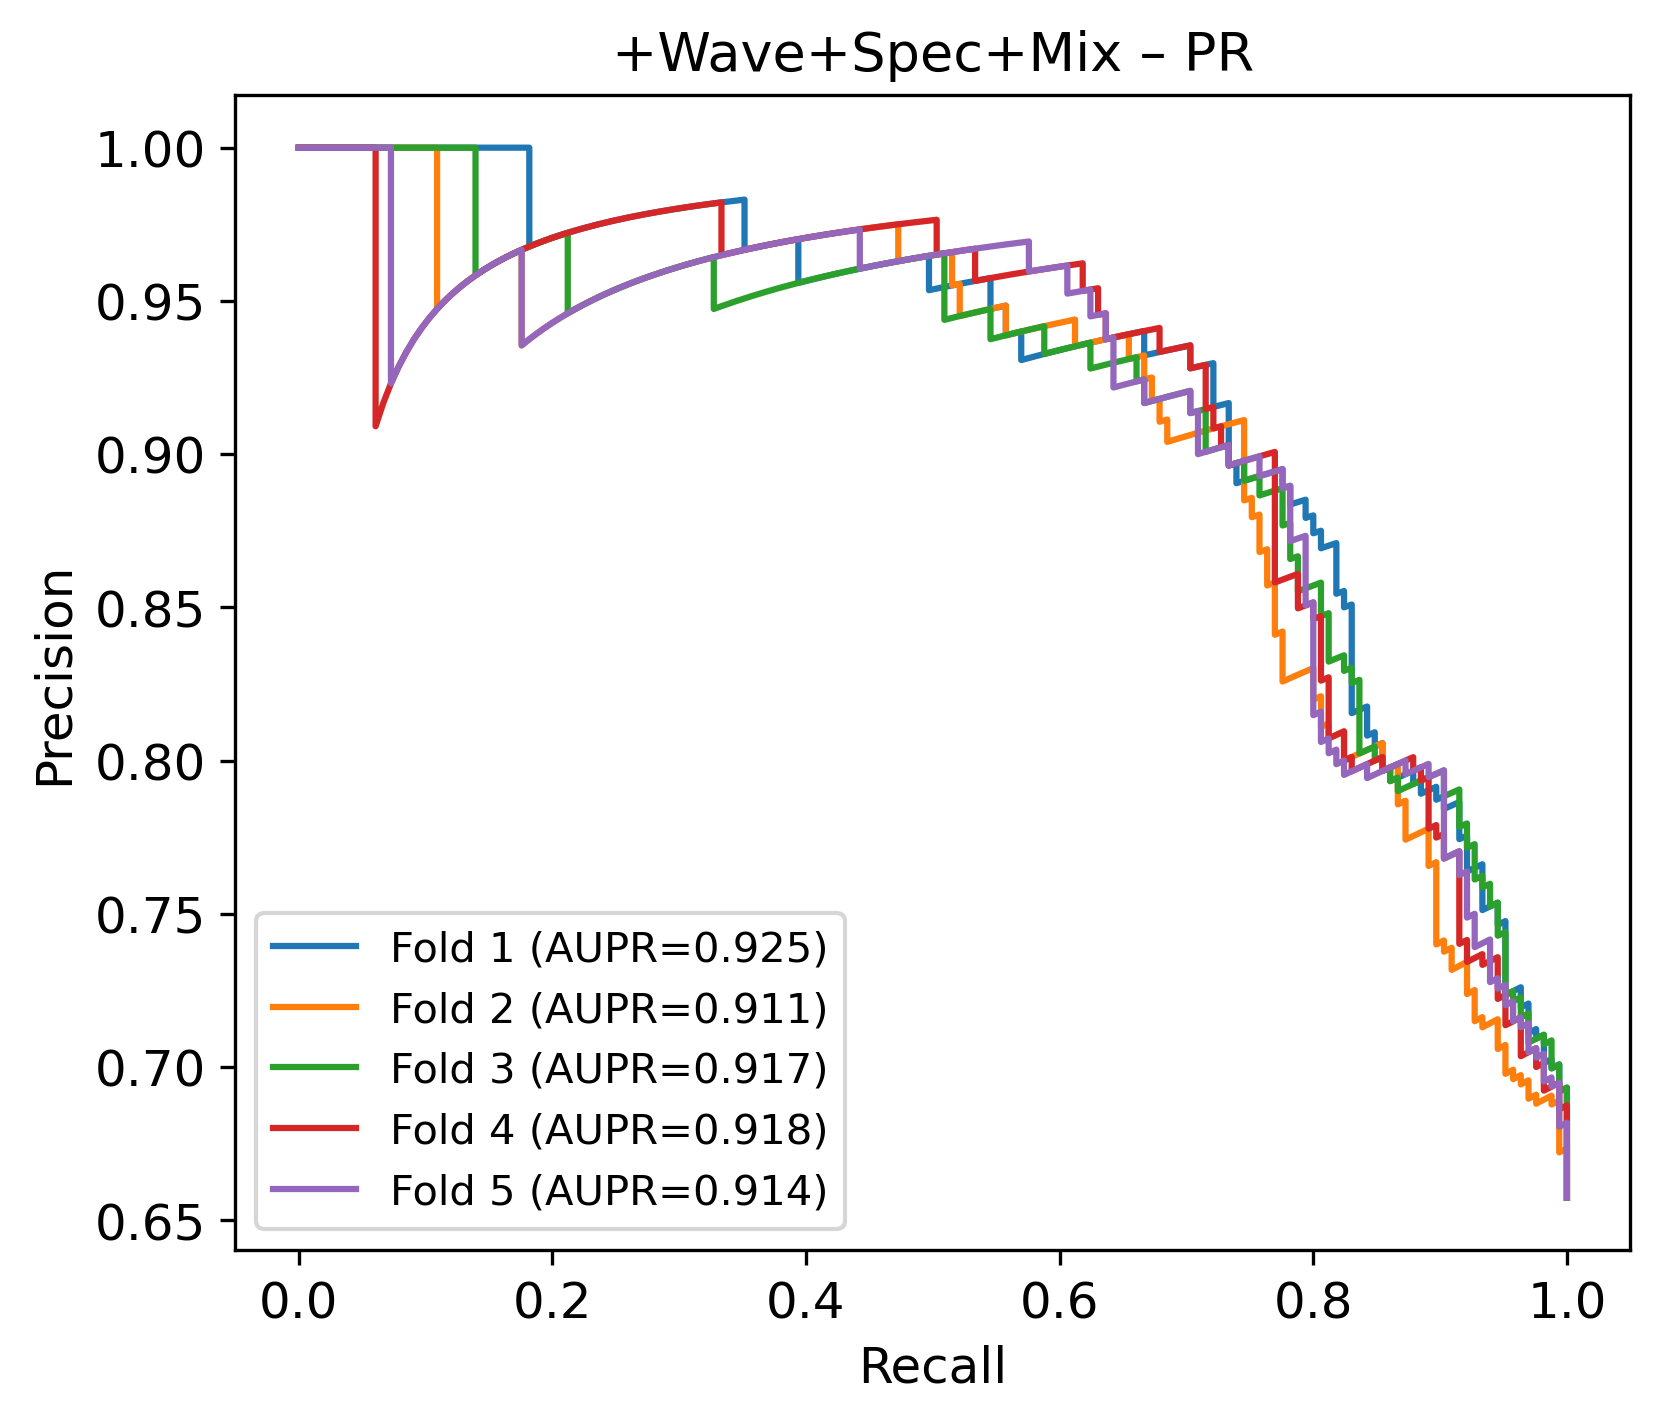 +Wave+Spec+Mix – PR
Precision
1.00
0.95
0.90
0.85
0.80
0.75
0.70
0.65
Fold 1 (AUPR=0.925)
Fold 2 (AUPR=0.911)
Fold 3 (AUPR=0.917)
Fold 4 (AUPR=0.918)
Fold 5 (AUPR=0.914)
0.0 0.2 0.4 0.6 0.8 1.0
Recall